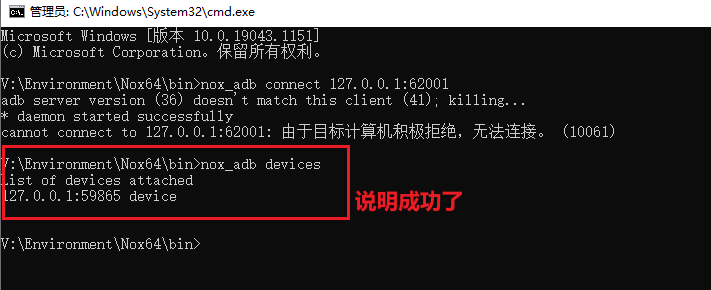 管理员: C:\Windows\System32\cmd.exe
Microsoft Windows [版本 10.0.19043.1151]
(c) Microsoft Corporation。保留所有权利。
V:\Environment\Nox64\bin>nox_adb connect 127.0.0.1:62001
adb server version (36) doesn't match this client (41); killing...
* daemon started successfully
cannot connect to 127.0.0.1:62001: 由于目标计算机积极拒绝，无法连接。 (10061)
V:\Environment\Nox64\bin>nox_adb devices
List of devices attached
127.0.0.1:59865 device
说明成功了
V:\Environment\Nox64\bin>